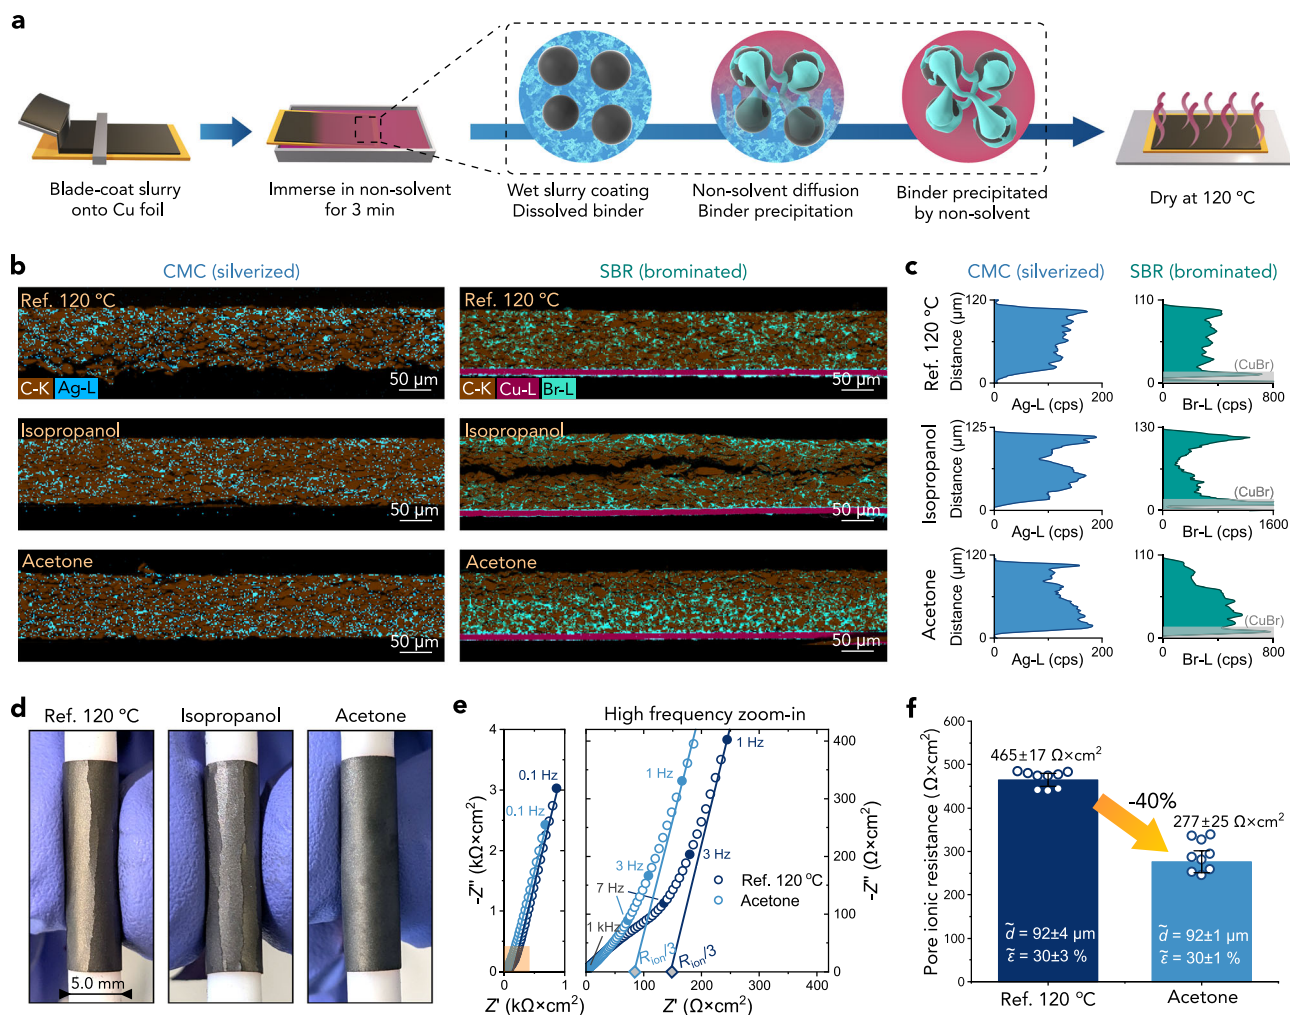 a
Blade-coat slurry
onto Cu foil
Immerse in non-solvent
for 3 min
Wet slurry coating
Dissolved binder
Non-solvent diffusion
Binder precipitation
Binder precipitated
by non-solvent
Dry at 120 ºC
b
CMC (silverized)
SBR (brominated)
Ref. 120 ºC
C-K Ag-L
50 µm
Ref. 120 ºC
C-K Cu-L Br-L
50 µm
Isopropanol
50 µm
Isopropanol
50 µm
Acetone
50 µm
Acetone
50 µm
c
CMC (silverized)
SBR (brominated)
Ref. 120 ºC
Distance (µm)
120
60
0
0 200
Ag-L (cps)
110
0
(CuBr)
0 800
Br-L (cps)
Isopropanol
Distance (µm)
125
0
0 200
Ag-L (cps)
130
0
(CuBr)
0 1600
Br-L (cps)
Acetone
Distance (µm)
110
0
0 200
Ag-L (cps)
110
0
(CuBr)
0 800
Br-L (cps)
d
Ref. 120 ºC
Isopropanol
Acetone
5.0 mm
e
High frequency zoom-in
-Z" (kΩ×cm²)
4
3
2
1
0
0.1 Hz
0.1 Hz
0 1
Z' (kΩ×cm²)
1 Hz
1 Hz
3 Hz
3 Hz
7 Hz
1 kHz
Ref. 120 ºC
Acetone
Rion/3
Rion/3
400
300
200
100
0
-Z" (Ω×cm²)
0 100 200 300 400
Z' (Ω×cm²)
f
Pore ionic resistance (Ω×cm²)
600
500
400
300
200
100
0
465±17 Ω×cm²
-40%
277±25 Ω×cm²
d̃ = 92±4 µm
ε̃ = 30±3 %
d̃ = 92±1 µm
ε̃ = 30±1 %
Ref. 120 ºC
Acetone